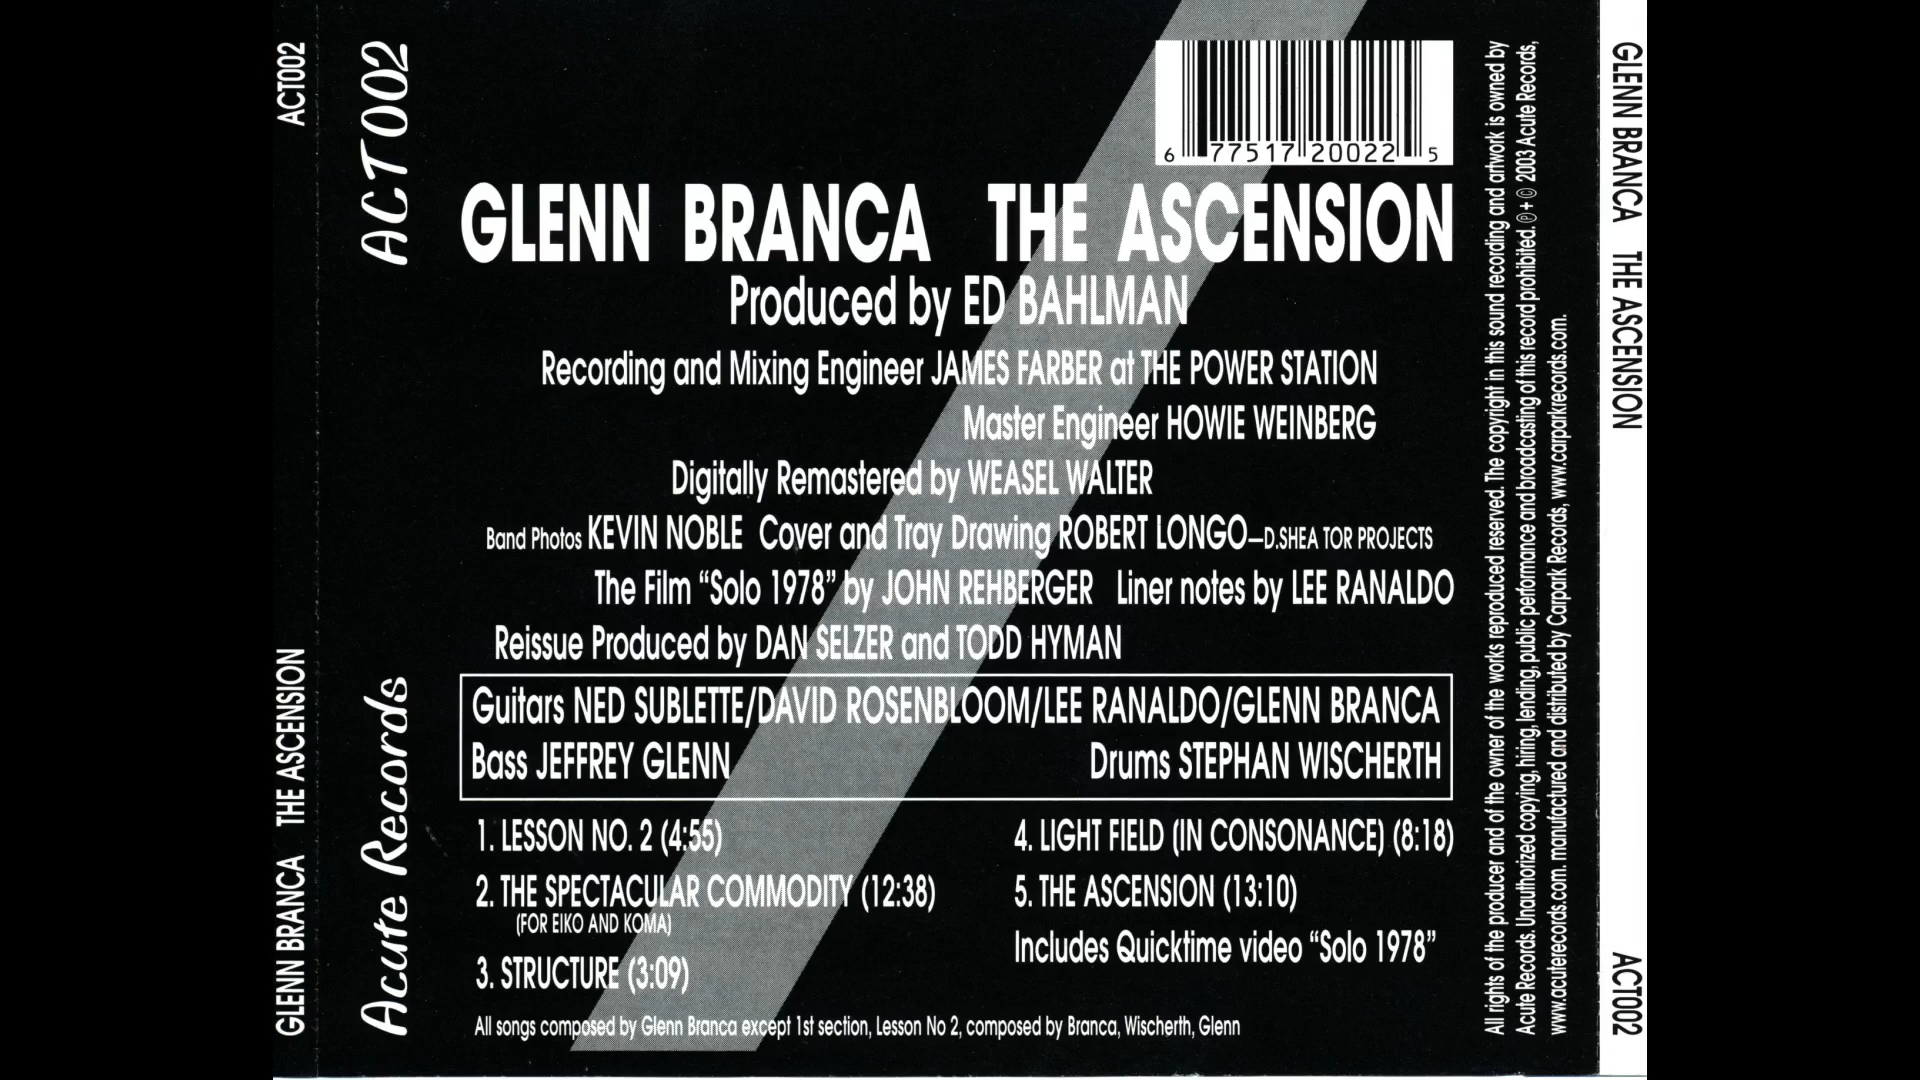 GLENN BRANCA THE ASCENSION ACT002
Acute Records ACT002
6 77517 20022 5
GLENN BRANCA THE ASCENSION
Produced by ED BAHLMAN
Recording and Mixing Engineer JAMES FARBER at THE POWER STATION
Master Engineer HOWIE WEINBERG
Digitally Remastered by WEASEL WALTER
Band Photos KEVIN NOBLE Cover and Tray Drawing ROBERT LONGO–D.SHEA TOR PROJECTS
The Film “Solo 1978” by JOHN REHBERGER Liner notes by LEE RANALDO
Reissue Produced by DAN SELZER and TODD HYMAN
Guitars NED SUBLETTE/DAVID ROSENBLOOM/LEE RANALDO/GLENN BRANCA
Bass JEFFREY GLENN Drums STEPHAN WISCHERTH
1. LESSON NO. 2 (4:55)
2. THE SPECTACULAR COMMODITY (12:38)
(FOR EIKO AND KOMA)
3. STRUCTURE (3:09)
4. LIGHT FIELD (IN CONSONANCE) (8:18)
5. THE ASCENSION (13:10)
Includes Quicktime video “Solo 1978”
All songs composed by Glenn Branca except 1st section, Lesson No 2, composed by Branca, Wischerth, Glenn
All rights of the producer and of the owner of the works reproduced reserved. The copyright in this sound recording and artwork is owned by
Acute Records. Unauthorized copying, hiring, lending, public performance and broadcasting of this record prohibited. ℗+© 2003 Acute Records,
www.acuterecords.com. manufactured and distributed by Carpark Records, www.carparkrecords.com.
GLENN BRANCA THE ASCENSION ACT002